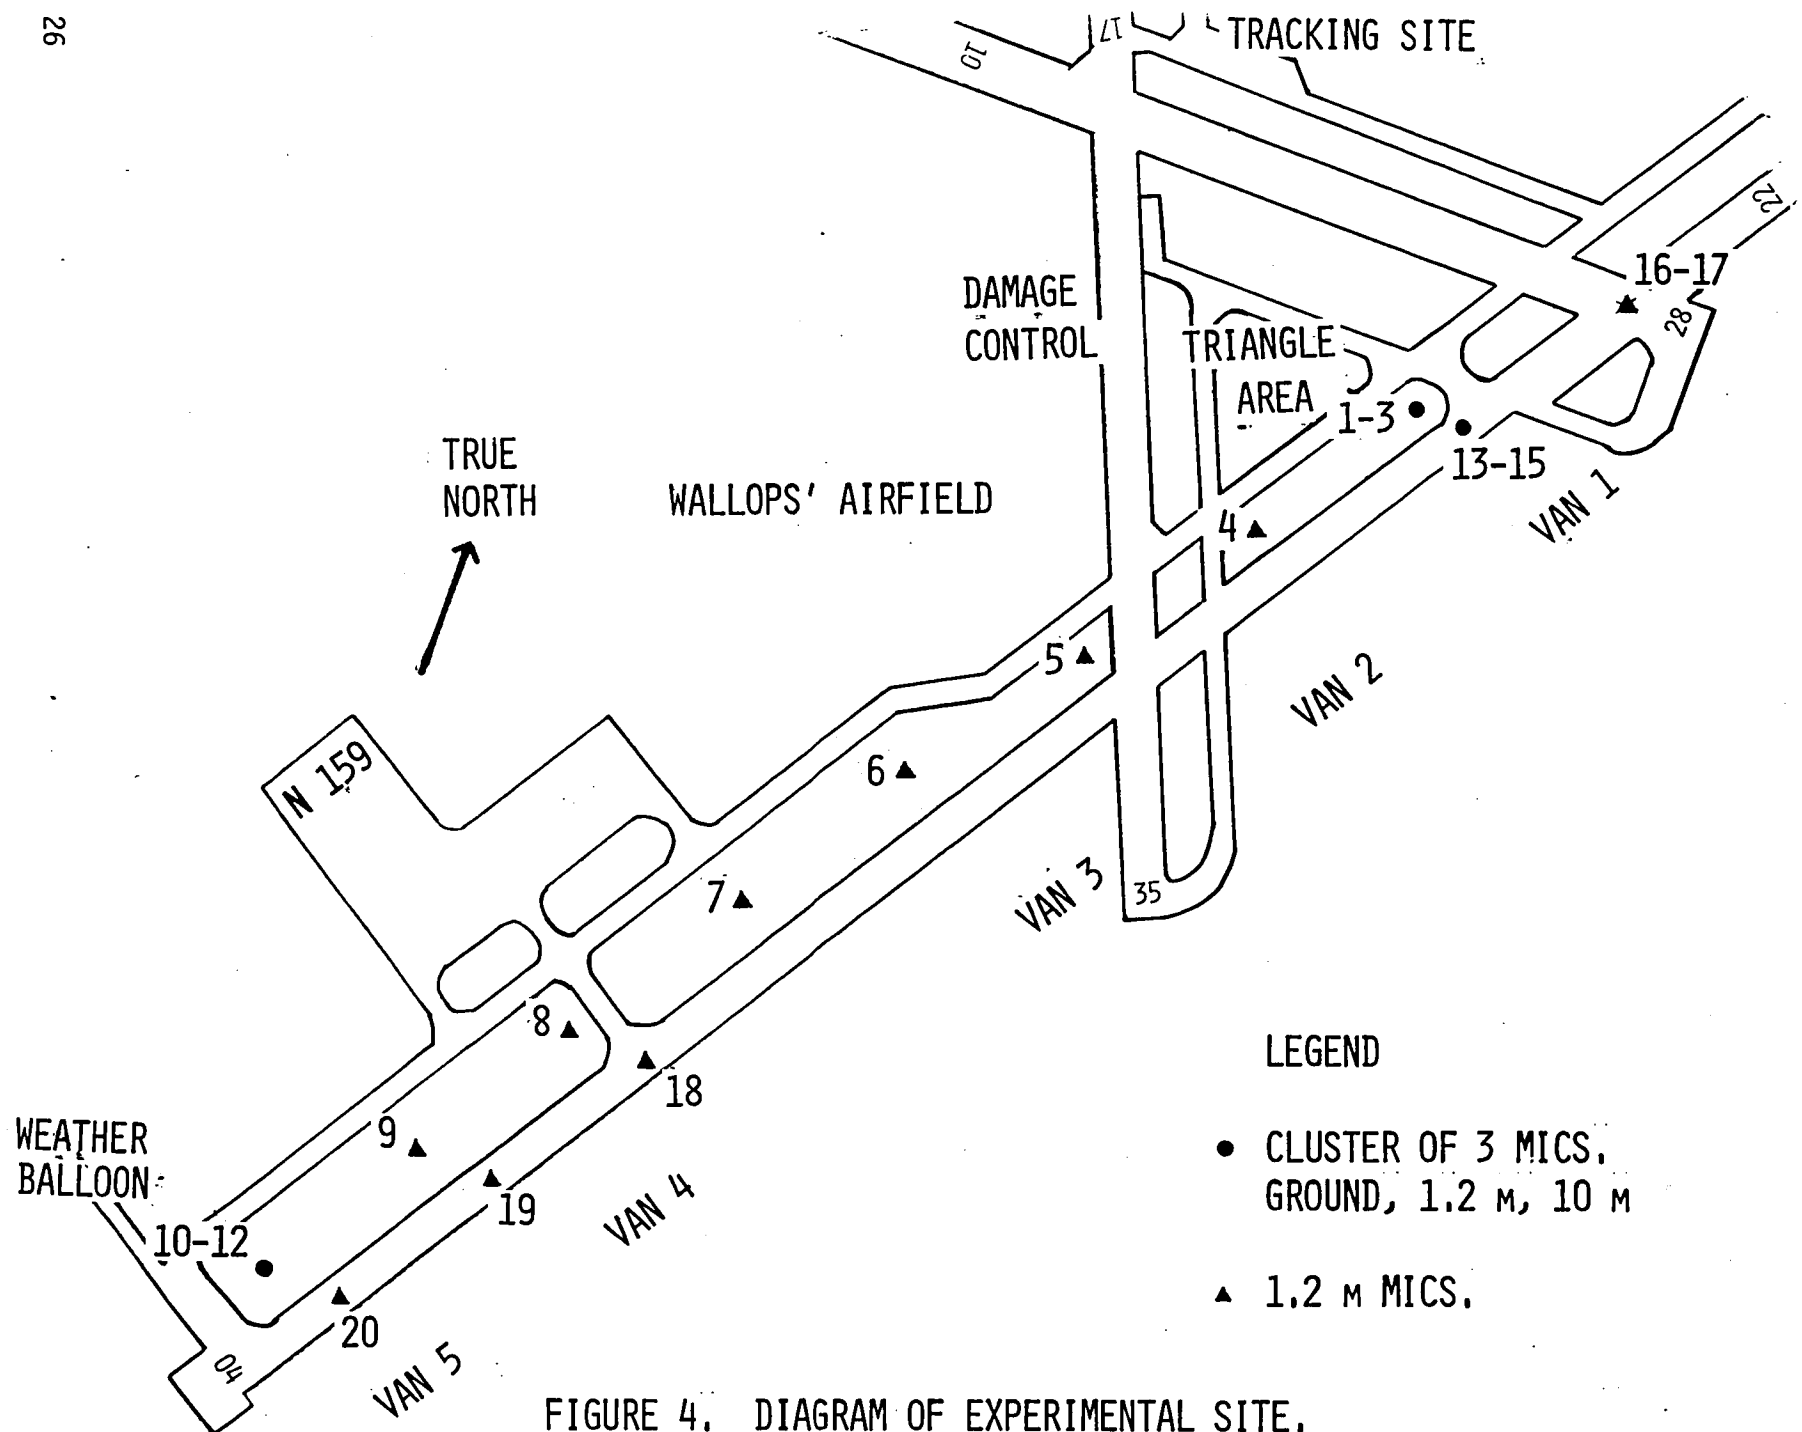 26
TRACKING SITE
17
10
22
16-17
28
DAMAGE
CONTROL
TRIANGLE
AREA
1-3
13-15
VAN 1
TRUE
NORTH
WALLOPS' AIRFIELD
4
5
VAN 2
6
N 159
7
VAN 3
35
8
18
9
19
VAN 4
WEATHER
BALLOON
10-12
20
04
VAN 5
LEGEND
CLUSTER OF 3 MICS.
GROUND, 1.2 M, 10 M
1.2 M MICS.
FIGURE 4. DIAGRAM OF EXPERIMENTAL SITE.